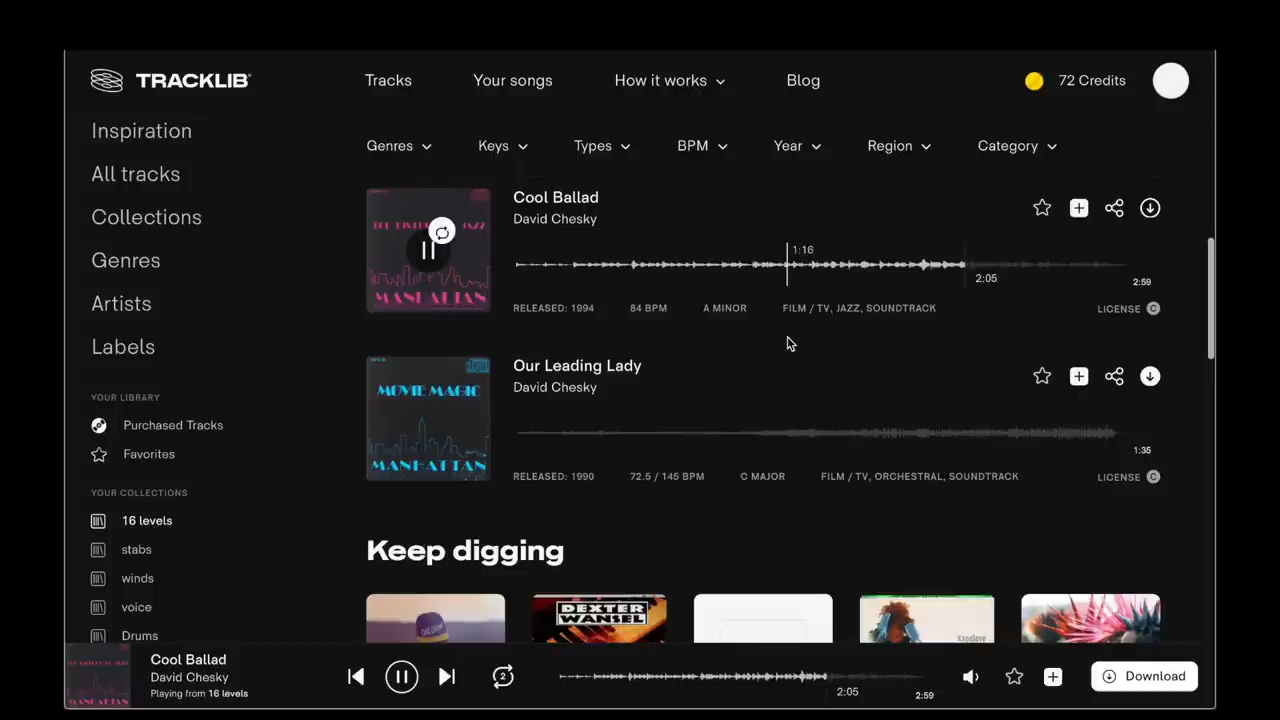 TRACKLIB
Tracks
Your songs
How it works
Blog
72 Credits
Inspiration
All tracks
Collections
Genres
Artists
Labels
YOUR LIBRARY
Purchased Tracks
Favorites
YOUR COLLECTIONS
16 levels
stabs
winds
voice
Drums
Genres
Keys
Types
BPM
Year
Region
Category
MANHATTAN
Cool Ballad
David Chesky
1:16
2:05
2:59
RELEASED: 1994
84 BPM
A MINOR
FILM / TV, JAZZ, SOUNDTRACK
LICENSE C
MOVIE MAGIC
MANHATTAN
Our Leading Lady
David Chesky
1:35
RELEASED: 1990
72.5 / 145 BPM
C MAJOR
FILM / TV, ORCHESTRAL, SOUNDTRACK
LICENSE C
Keep digging
DEXTER
WANSEL
MANHATTAN
Cool Ballad
David Chesky
Playing from 16 levels
2
2:05
2:59
Download